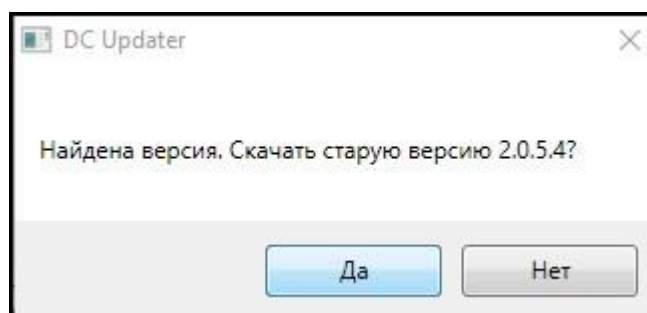 DC Updater
Найдена версия. Скачать старую версию 2.0.5.4?
Да
Нет